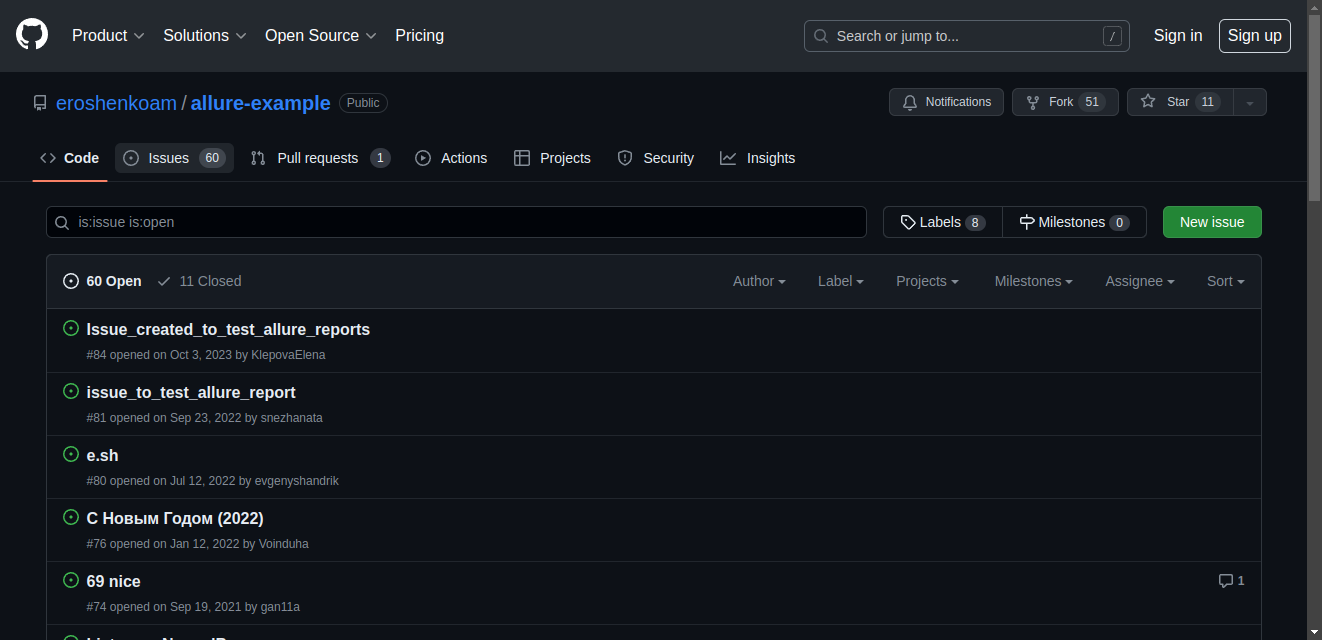 Product Solutions Open Source Pricing Search or jump to... / Sign in Sign up
eroshenkoam / allure-example Public Notifications Fork 51 Star 11
Code Issues 60 Pull requests 1 Actions Projects Security Insights
is:issue is:open Labels 8 Milestones 0 New issue
60 Open 11 Closed Author Label Projects Milestones Assignee Sort
Issue_created_to_test_allure_reports
#84 opened on Oct 3, 2023 by KlepovaElena
issue_to_test_allure_report
#81 opened on Sep 23, 2022 by snezhanata
e.sh
#80 opened on Jul 12, 2022 by evgenyshandrik
С Новым Годом (2022)
#76 opened on Jan 12, 2022 by Voinduha
69 nice 1
#74 opened on Sep 19, 2021 by gan11a